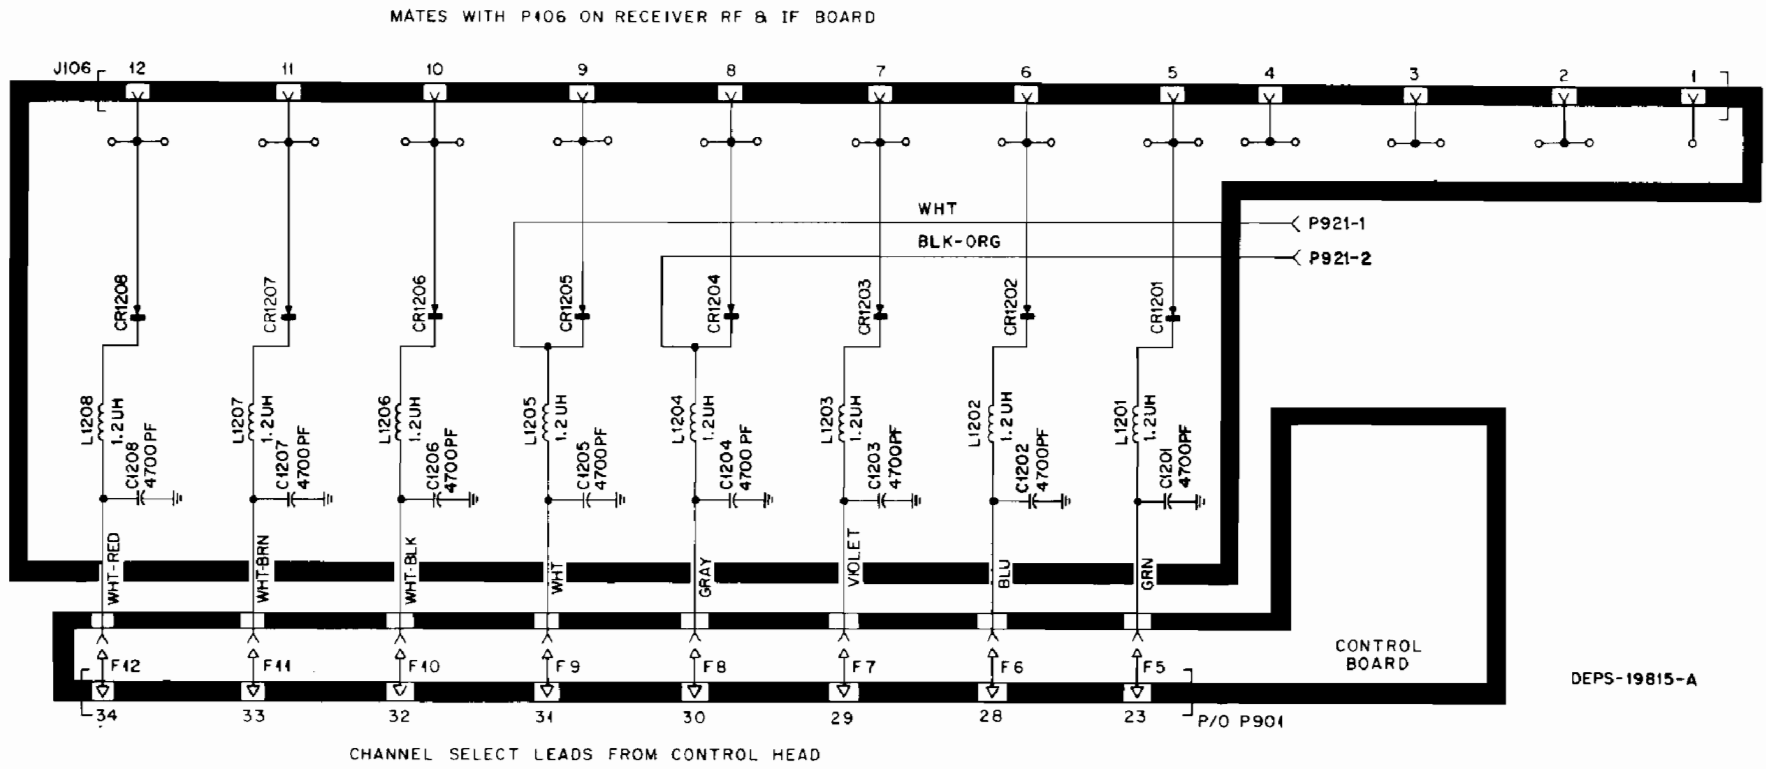 MATES WITH P106 ON RECEIVER RF & IF BOARD
J106 12 11 10 9 8 7 6 5 4 3 2 1
WHT
P921-1
BLK-ORG
P921-2
CR1208 CR1207 CR1206 CR1205 CR1204 CR1203 CR1202 CR1201
L1208 1.2UH L1207 1.2UH L1206 1.2UH L1205 1.2UH L1204 1.2UH L1203 1.2UH L1202 1.2UH L1201 1.2UH
C1208 4700PF C1207 4700PF C1206 4700PF C1205 4700PF C1204 4700PF C1203 4700PF C1202 4700PF C1201 4700PF
WHT-RED WHT-BRN WHT-BLK WHT GRAY VIOLET BLU GRN
F12 F11 F10 F9 F8 F7 F6 F5
CONTROL
BOARD
DEPS-19815-A
34 33 32 31 30 29 28 23 P/O P901
CHANNEL SELECT LEADS FROM CONTROL HEAD